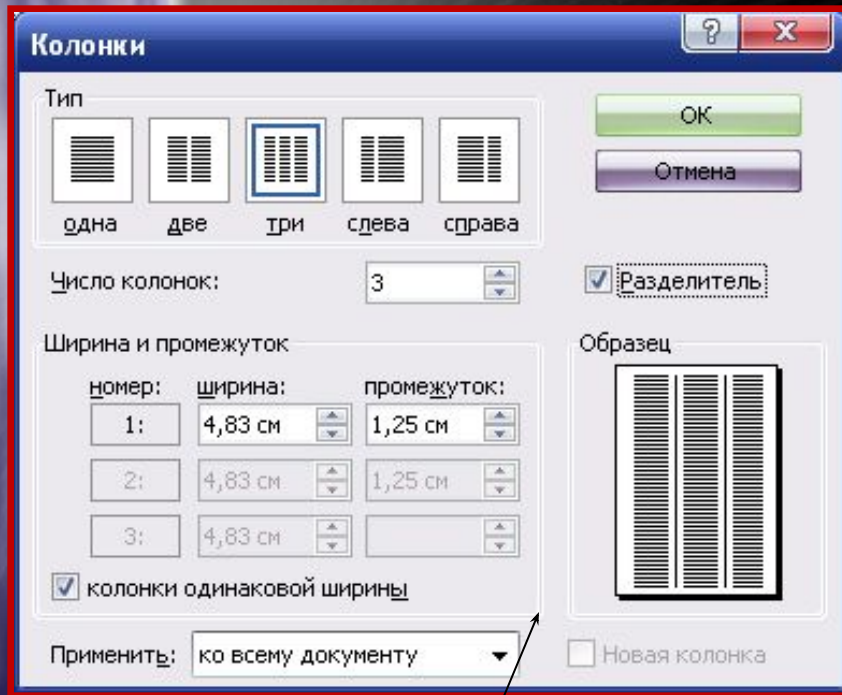 Колонки
?
X
Тип
одна две три слева справа
ОК
Отмена
Число колонок: 3
Разделитель
Ширина и промежуток
номер: ширина: промежуток:
1: 4,83 см 1,25 см
2: 4,83 см 1,25 см
3: 4,83 см
колонки одинаковой ширины
Образец
Применить: ко всему документу
Новая колонка